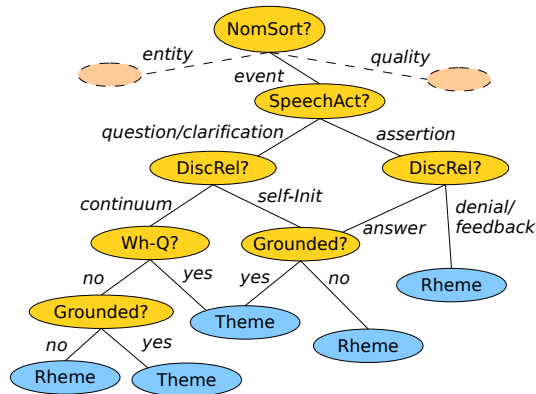 NomSort?
entity
quality
event
SpeechAct?
question/clarification
assertion
DiscRel?
DiscRel?
continuum
self-Init
denial/
feedback
Wh-Q?
Grounded?
answer
no
yes
yes
no
Rheme
Grounded?
Theme
no
yes
Rheme
Rheme
Theme